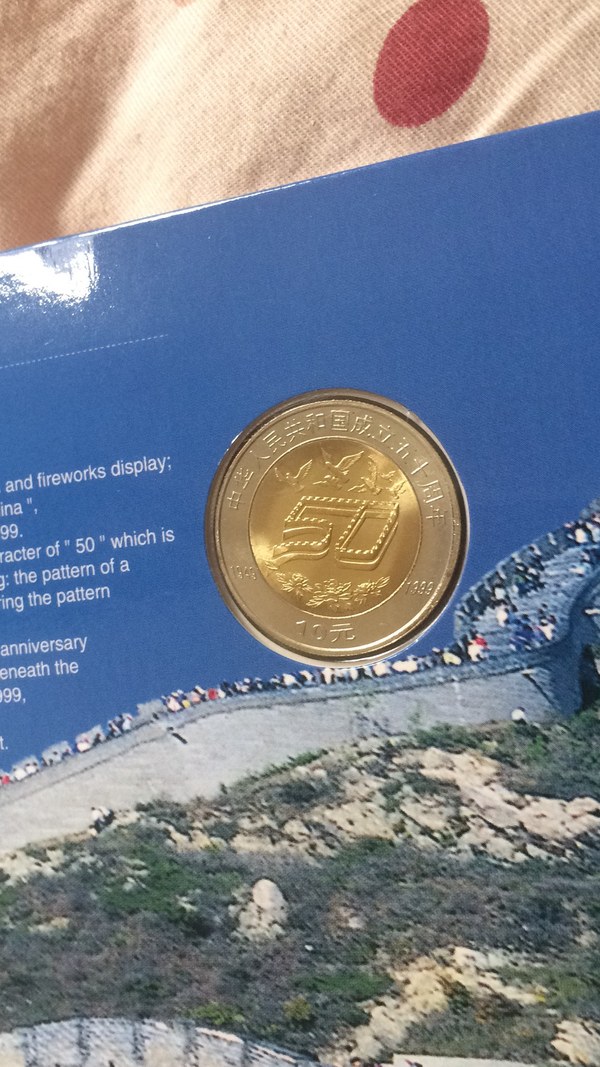 and fireworks display;
ina ",
99.
racter of " 50 " which is
g: the pattern of a
ring the pattern
anniversary
eneath the
999,
t.
中华人民共和国成立五十周年
50
1949 1999
10元